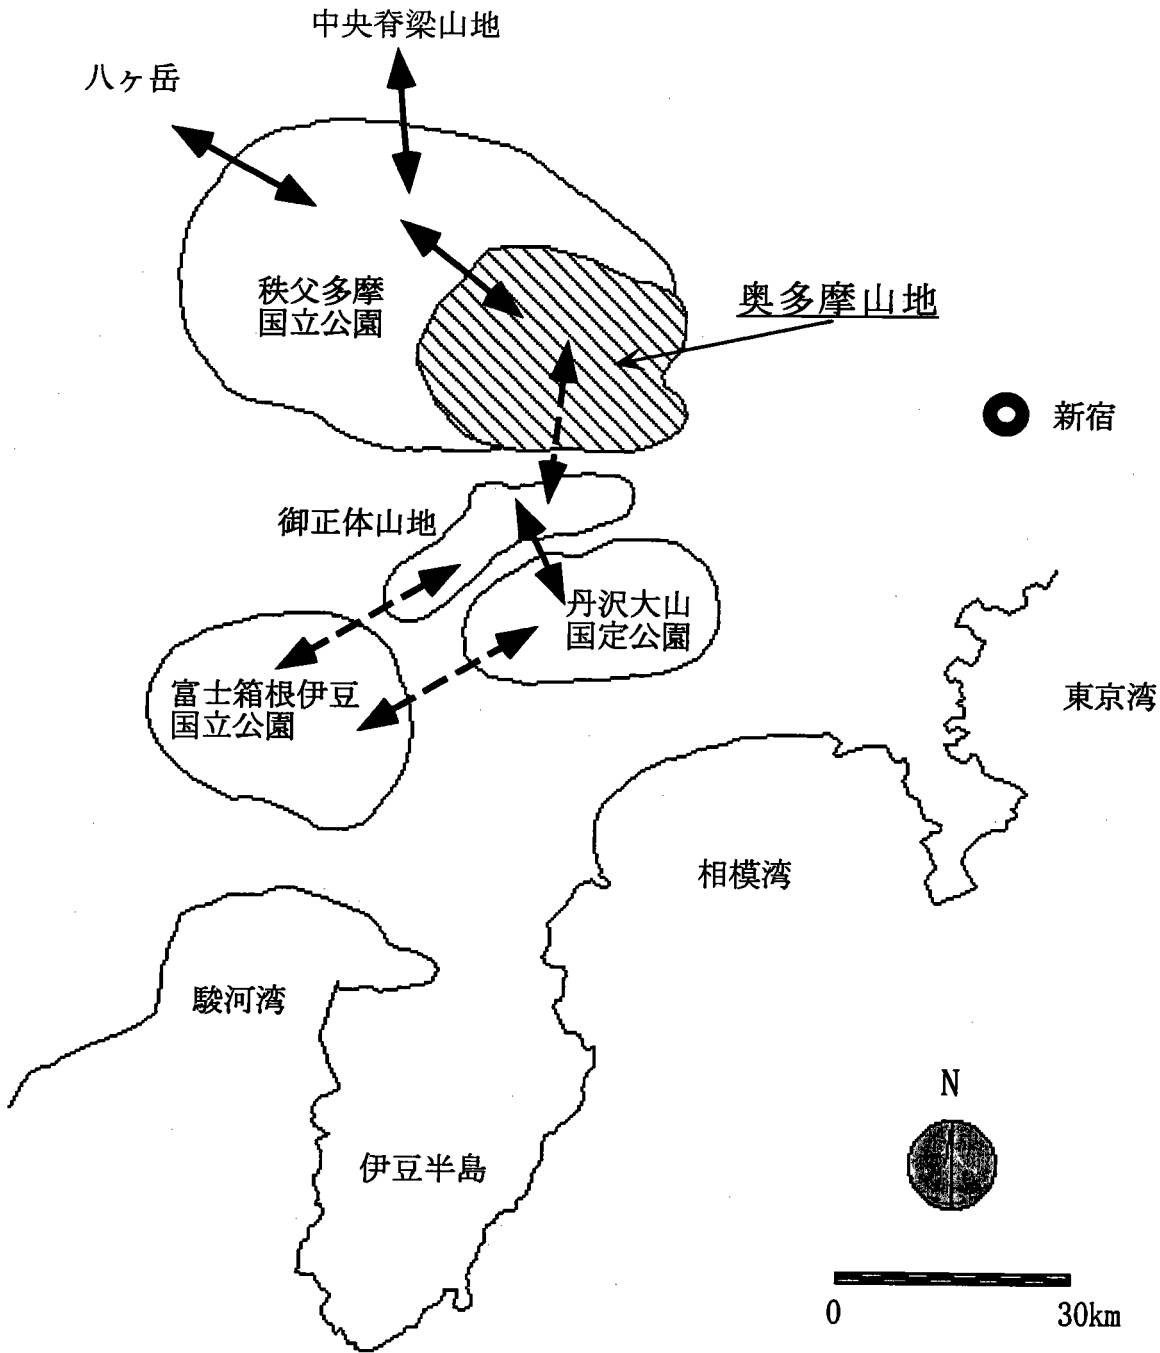 中央脊梁山地
八ヶ岳
秩父多摩
国立公園
奥多摩山地
新宿
御正体山地
丹沢大山
国定公園
富士箱根伊豆
国立公園
東京湾
相模湾
駿河湾
伊豆半島
N
0
30km